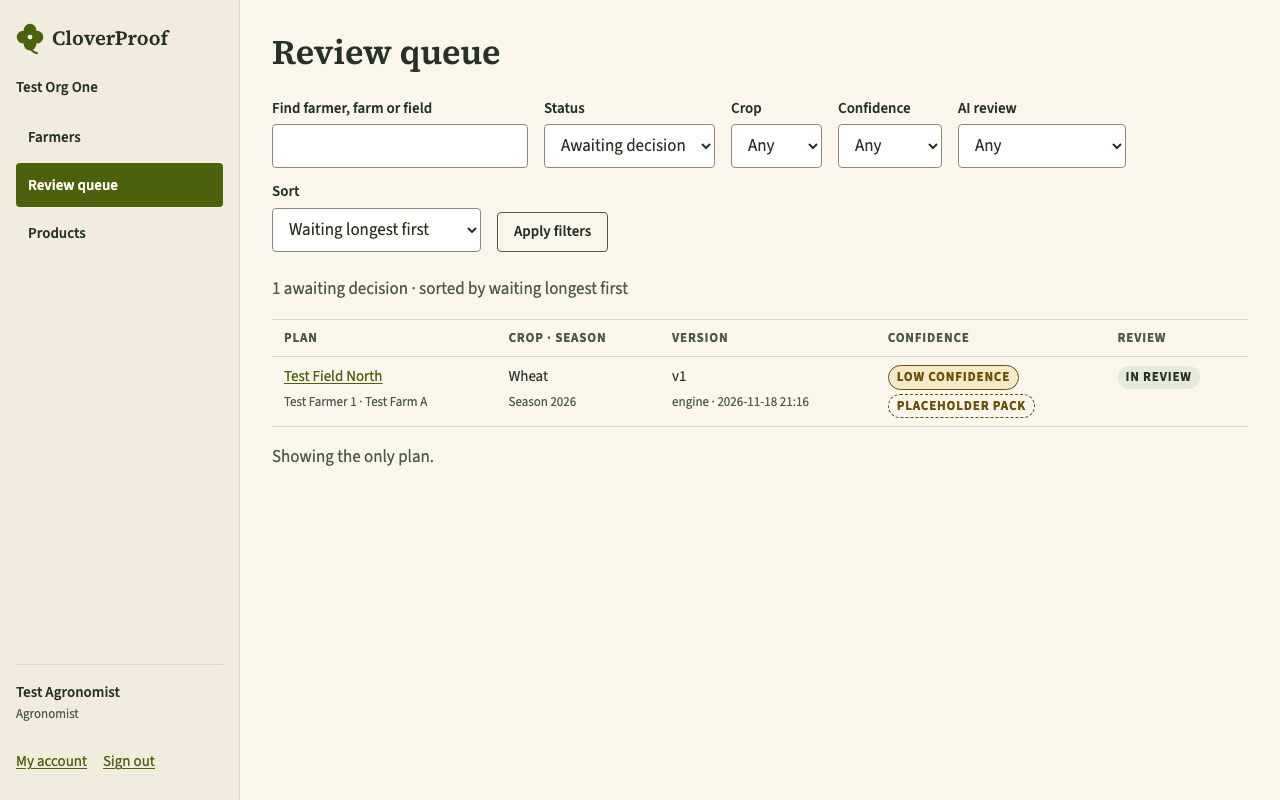 CloverProof
Test Org One
Farmers
Review queue
Products
Test Agronomist
Agronomist
My account Sign out
Review queue
Find farmer, farm or field Status Crop Confidence AI review
Awaiting decision Any Any Any
Sort
Waiting longest first Apply filters
1 awaiting decision · sorted by waiting longest first
PLAN CROP · SEASON VERSION CONFIDENCE REVIEW
Test Field North Wheat v1 LOW CONFIDENCE IN REVIEW
Test Farmer 1 · Test Farm A Season 2026 engine · 2026-11-18 21:16 PLACEHOLDER PACK
Showing the only plan.